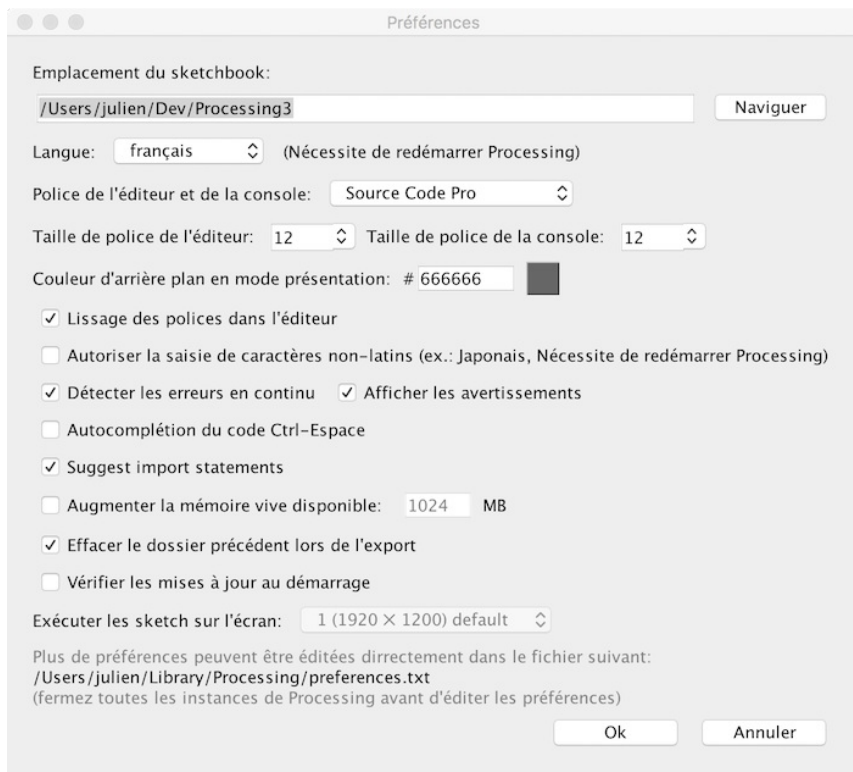 Préférences
Emplacement du sketchbook:
/Users/julien/Dev/Processing3 Naviguer
Langue: français (Nécessite de redémarrer Processing)
Police de l'éditeur et de la console: Source Code Pro
Taille de police de l'éditeur: 12 Taille de police de la console: 12
Couleur d'arrière plan en mode présentation: # 666666
Lissage des polices dans l'éditeur
Autoriser la saisie de caractères non-latins (ex.: Japonais, Nécessite de redémarrer Processing)
Détecter les erreurs en continu Afficher les avertissements
Autocomplétion du code Ctrl-Espace
Suggest import statements
Augmenter la mémoire vive disponible: 1024 MB
Effacer le dossier précédent lors de l'export
Vérifier les mises à jour au démarrage
Exécuter les sketch sur l'écran: 1 (1920 × 1200) default
Plus de préférences peuvent être éditées dirrectement dans le fichier suivant:
/Users/julien/Library/Processing/preferences.txt
(fermez toutes les instances de Processing avant d'éditer les préférences)
Ok Annuler